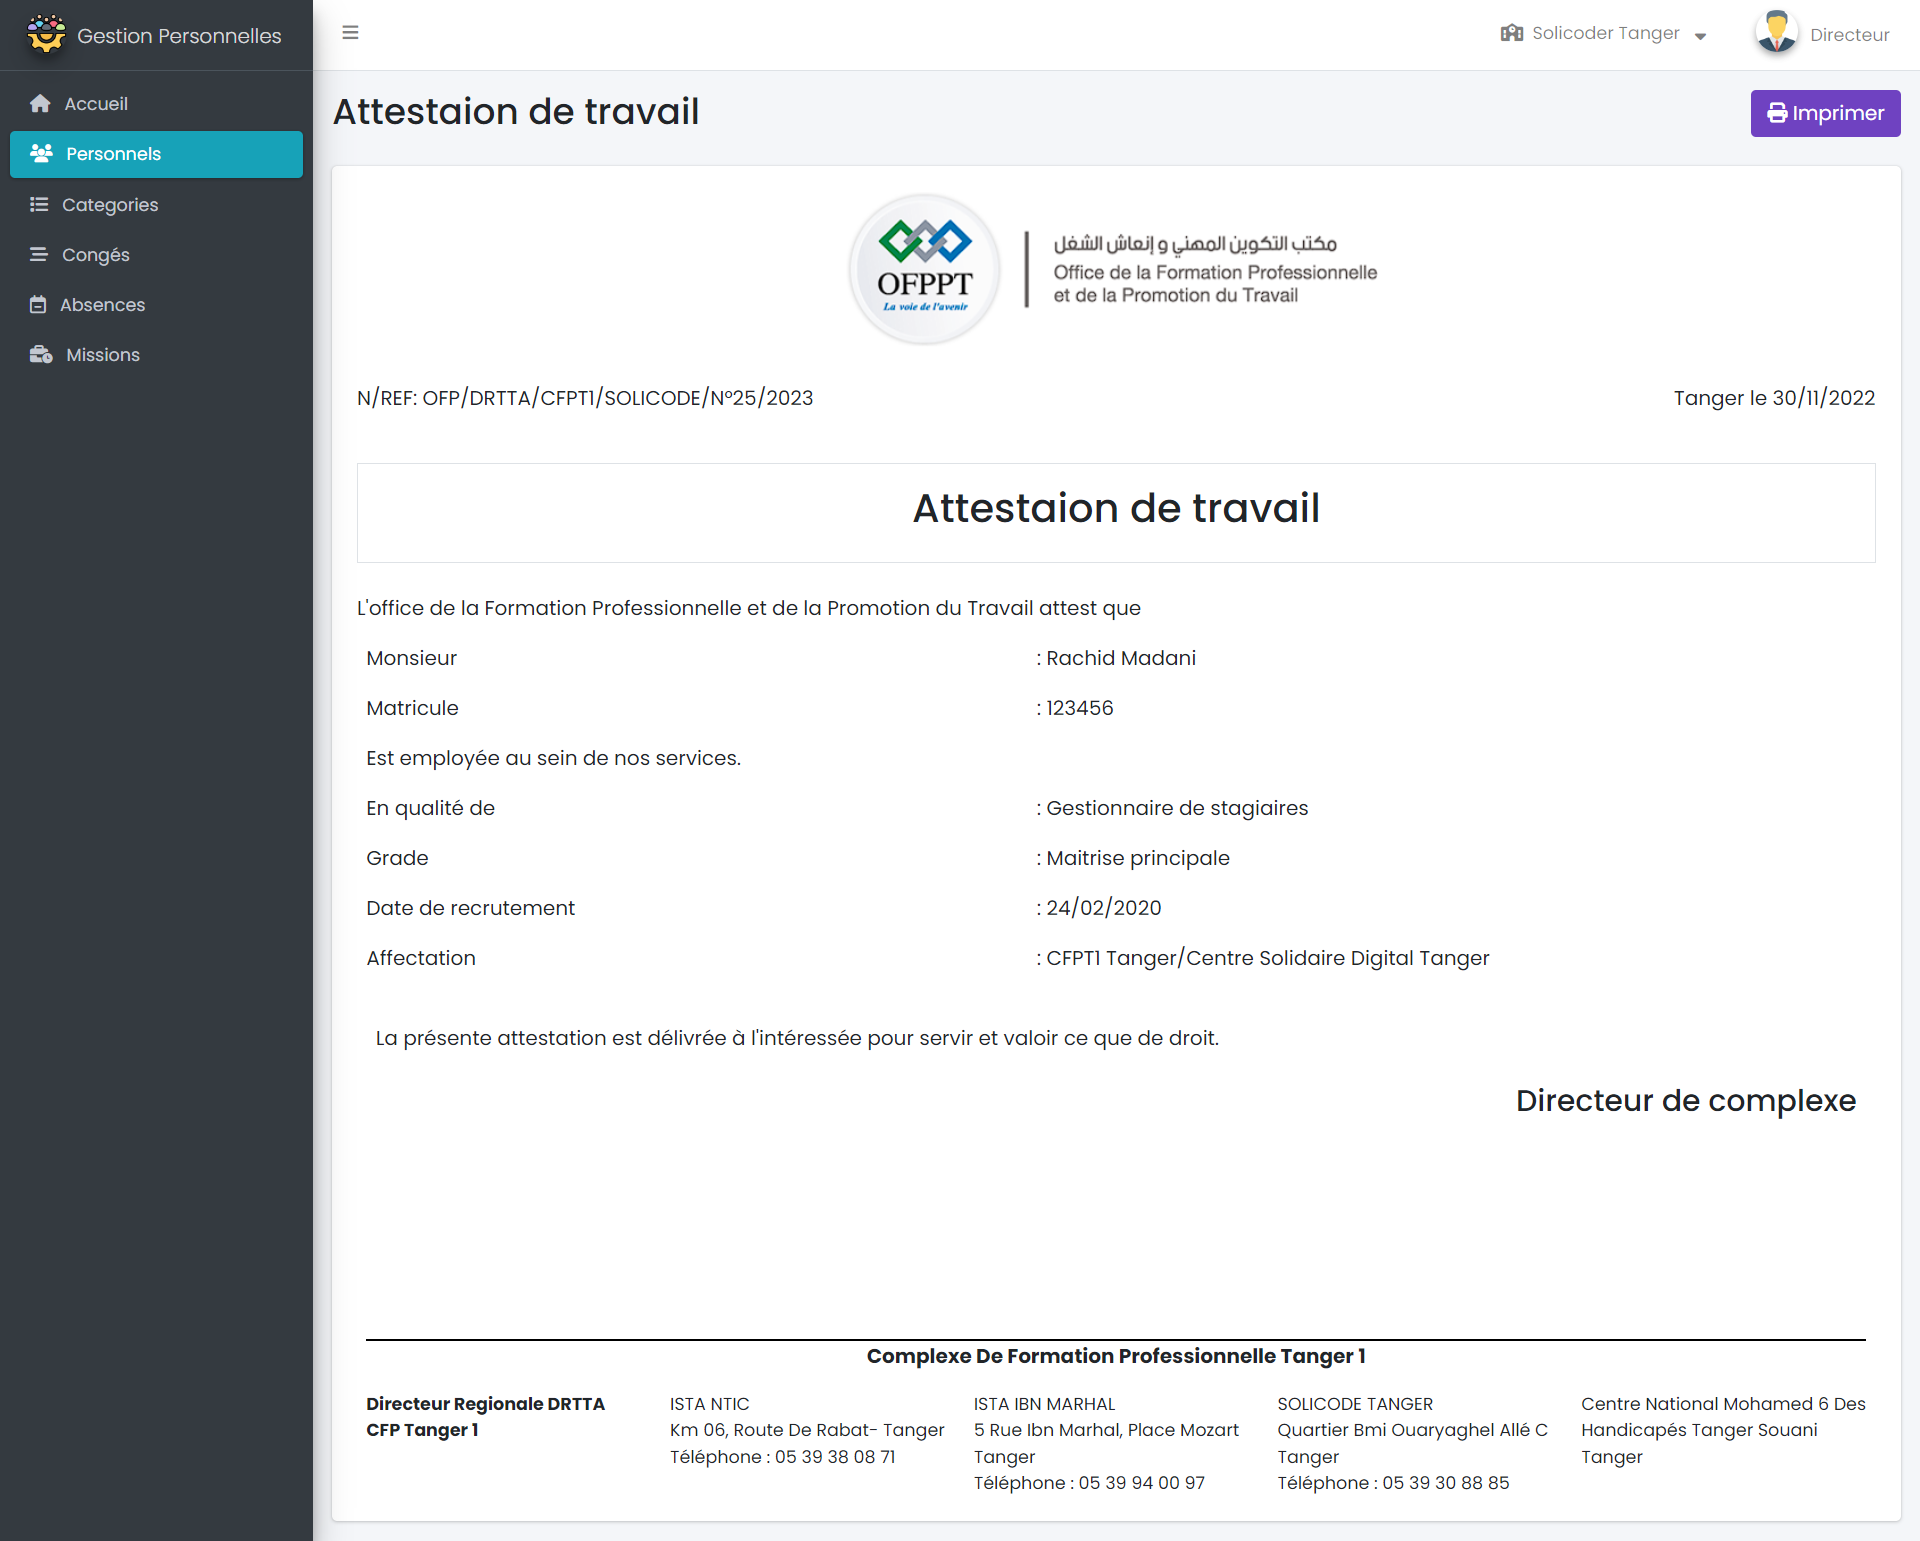 Gestion Personnelles
Solicoder Tanger
Directeur
Accueil
Personnels
Categories
Congés
Absences
Missions
Attestaion de travail
Imprimer
OFPPT
La voie de l'avenir
مكتب التكوين المهني و إنعاش الشغل
Office de la Formation Professionnelle
et de la Promotion du Travail
N/REF: OFP/DRTTA/CFPT1/SOLICODE/N°25/2023
Tanger le 30/11/2022
Attestaion de travail
L'office de la Formation Professionnelle et de la Promotion du Travail attest que
Monsieur : Rachid Madani
Matricule : 123456
Est employée au sein de nos services.
En qualité de : Gestionnaire de stagiaires
Grade : Maitrise principale
Date de recrutement : 24/02/2020
Affectation : CFPT1 Tanger/Centre Solidaire Digital Tanger
La présente attestation est délivrée à l'intéressée pour servir et valoir ce que de droit.
Directeur de complexe
Complexe De Formation Professionnelle Tanger 1
Directeur Regionale DRTTA
CFP Tanger 1
ISTA NTIC
Km 06, Route De Rabat- Tanger
Téléphone : 05 39 38 08 71
ISTA IBN MARHAL
5 Rue Ibn Marhal, Place Mozart
Tanger
Téléphone : 05 39 94 00 97
SOLICODE TANGER
Quartier Bmi Ouaryaghel Allé C
Tanger
Téléphone : 05 39 30 88 85
Centre National Mohamed 6 Des
Handicapés Tanger Souani
Tanger